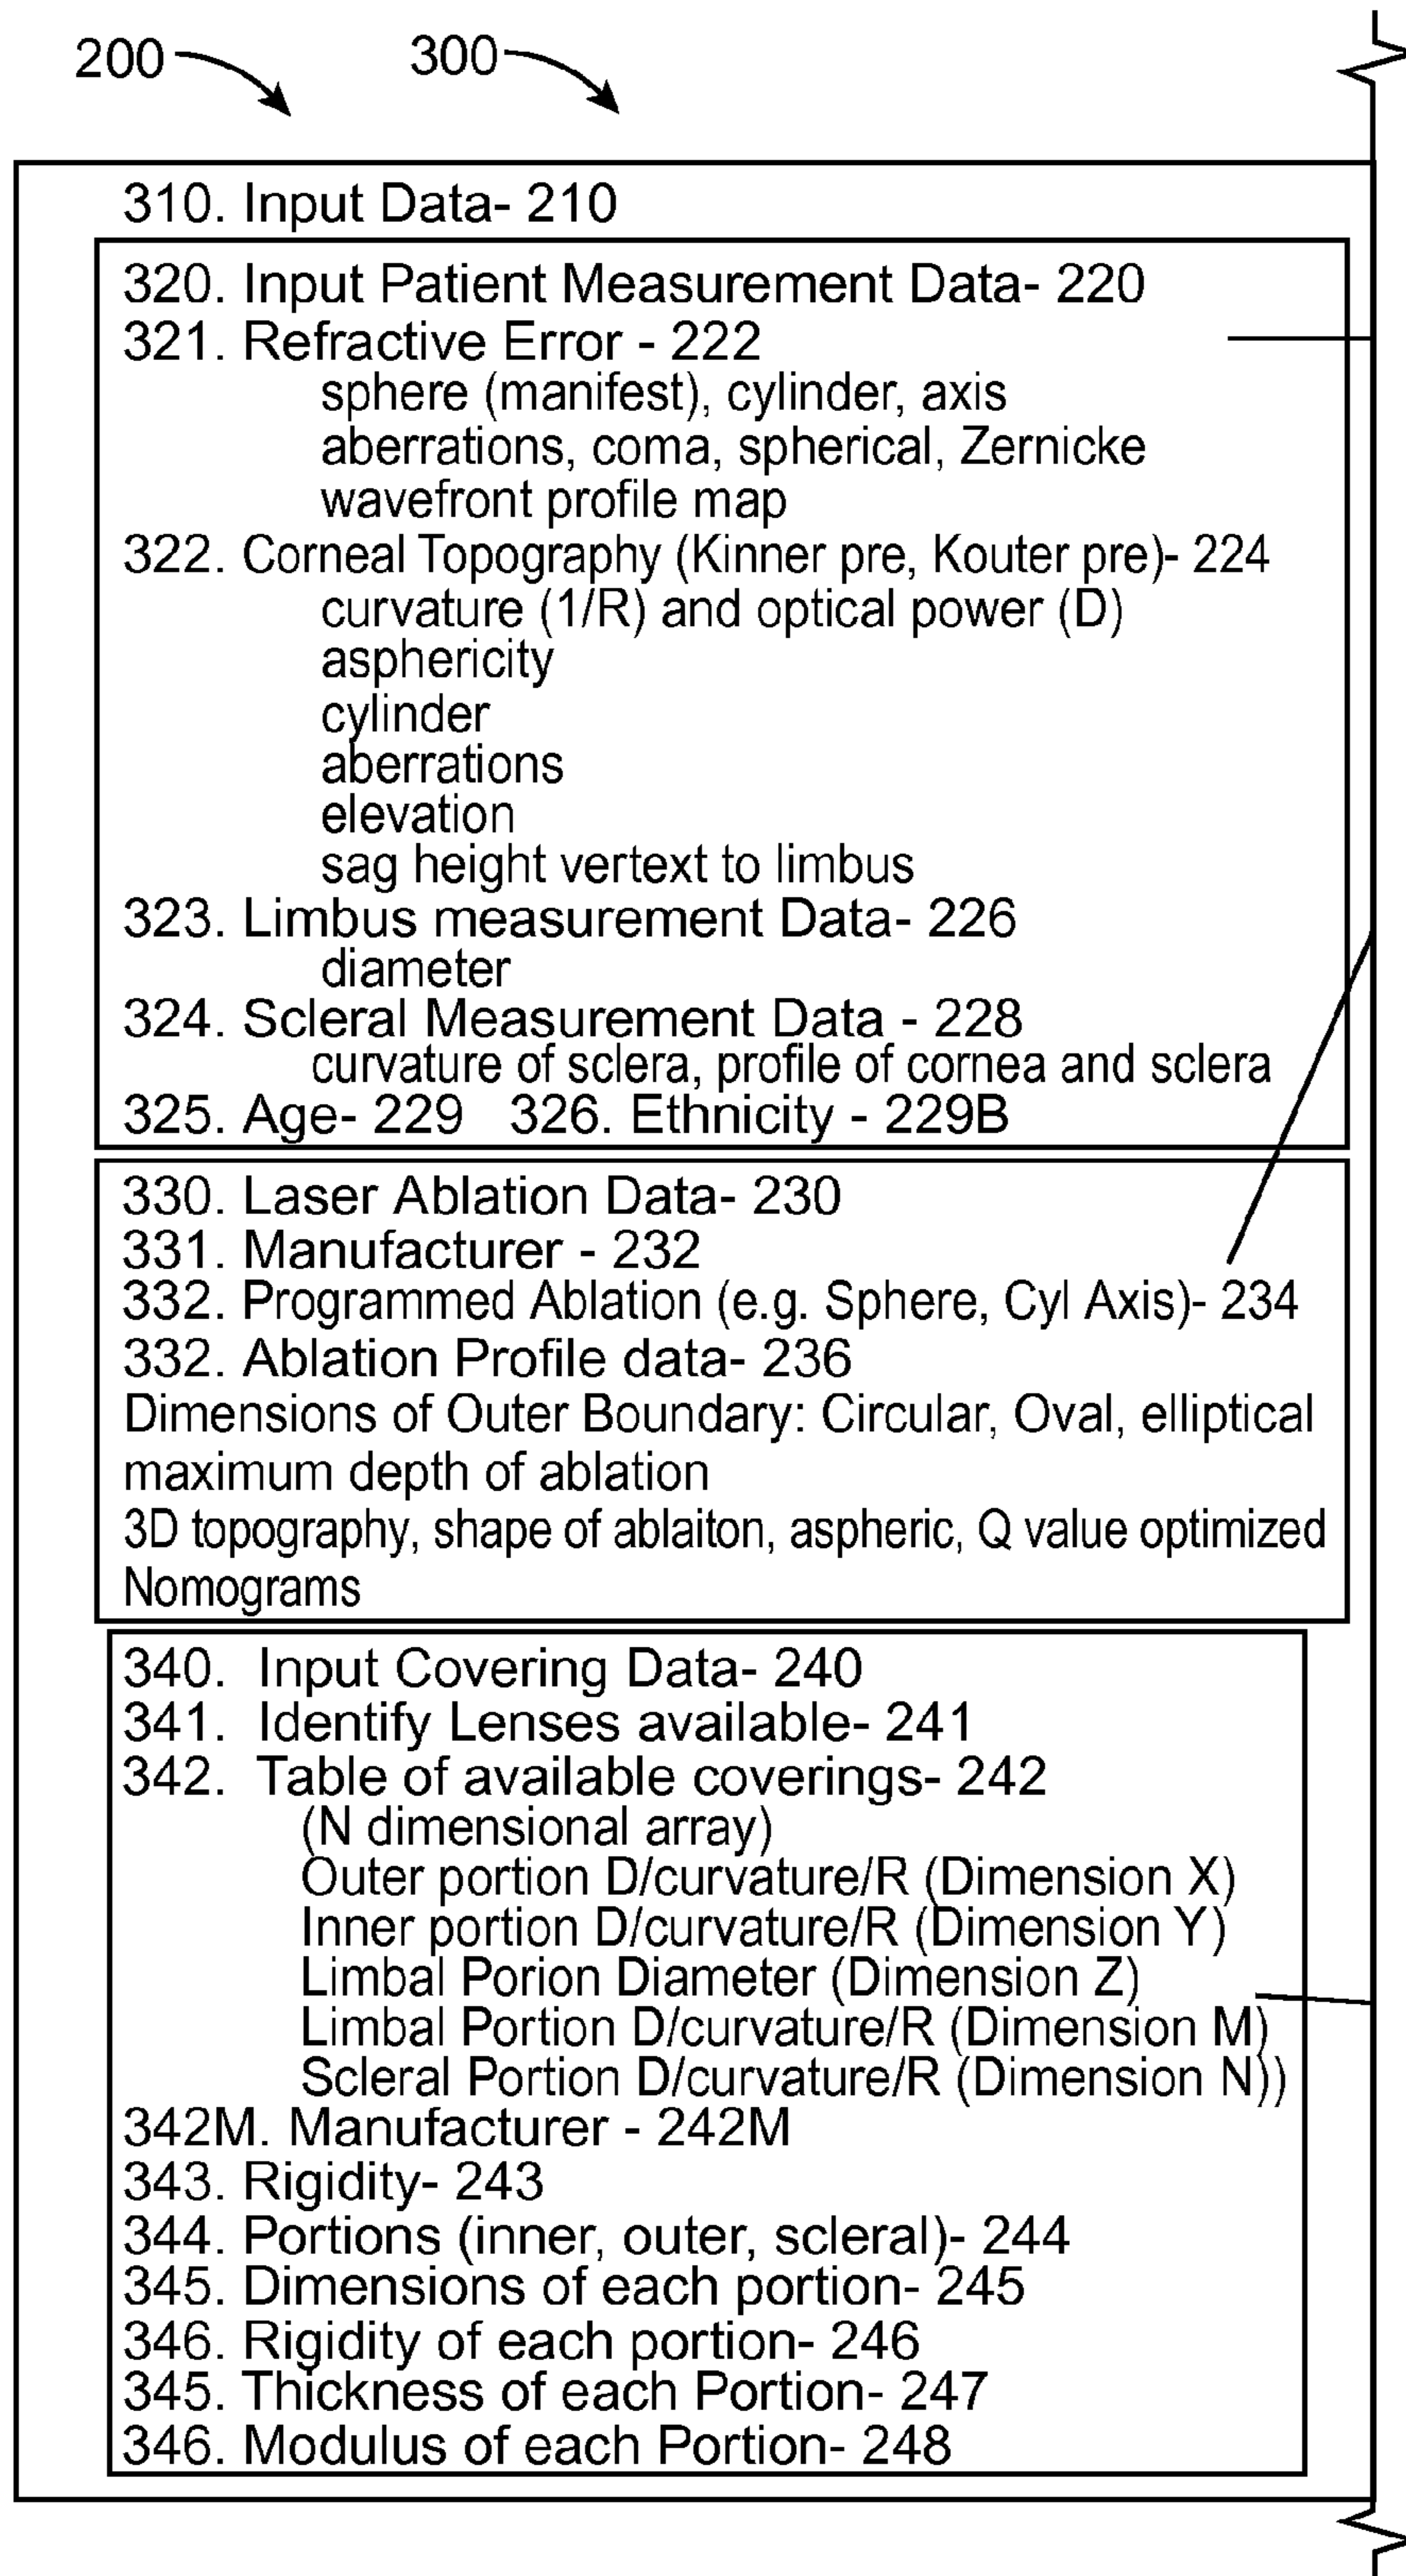 200 300
310. Input Data- 210
320. Input Patient Measurement Data- 220
321. Refractive Error - 222
sphere (manifest), cylinder, axis
aberrations, coma, spherical, Zernicke
wavefront profile map
322. Corneal Topography (Kinner pre, Kouter pre)- 224
curvature (1/R) and optical power (D)
asphericity
cylinder
aberrations
elevation
sag height vertext to limbus
323. Limbus measurement Data- 226
diameter
324. Scleral Measurement Data - 228
curvature of sclera, profile of cornea and sclera
325. Age- 229 326. Ethnicity - 229B
330. Laser Ablation Data- 230
331. Manufacturer - 232
332. Programmed Ablation (e.g. Sphere, Cyl Axis)- 234
332. Ablation Profile data- 236
Dimensions of Outer Boundary: Circular, Oval, elliptical
maximum depth of ablation
3D topography, shape of ablaiton, aspheric, Q value optimized
Nomograms
340. Input Covering Data- 240
341. Identify Lenses available- 241
342. Table of available coverings- 242
(N dimensional array)
Outer portion D/curvature/R (Dimension X)
Inner portion D/curvature/R (Dimension Y)
Limbal Porion Diameter (Dimension Z)
Limbal Portion D/curvature/R (Dimension M)
Scleral Portion D/curvature/R (Dimension N))
342M. Manufacturer - 242M
343. Rigidity- 243
344. Portions (inner, outer, scleral)- 244
345. Dimensions of each portion- 245
346. Rigidity of each portion- 246
345. Thickness of each Portion- 247
346. Modulus of each Portion- 248